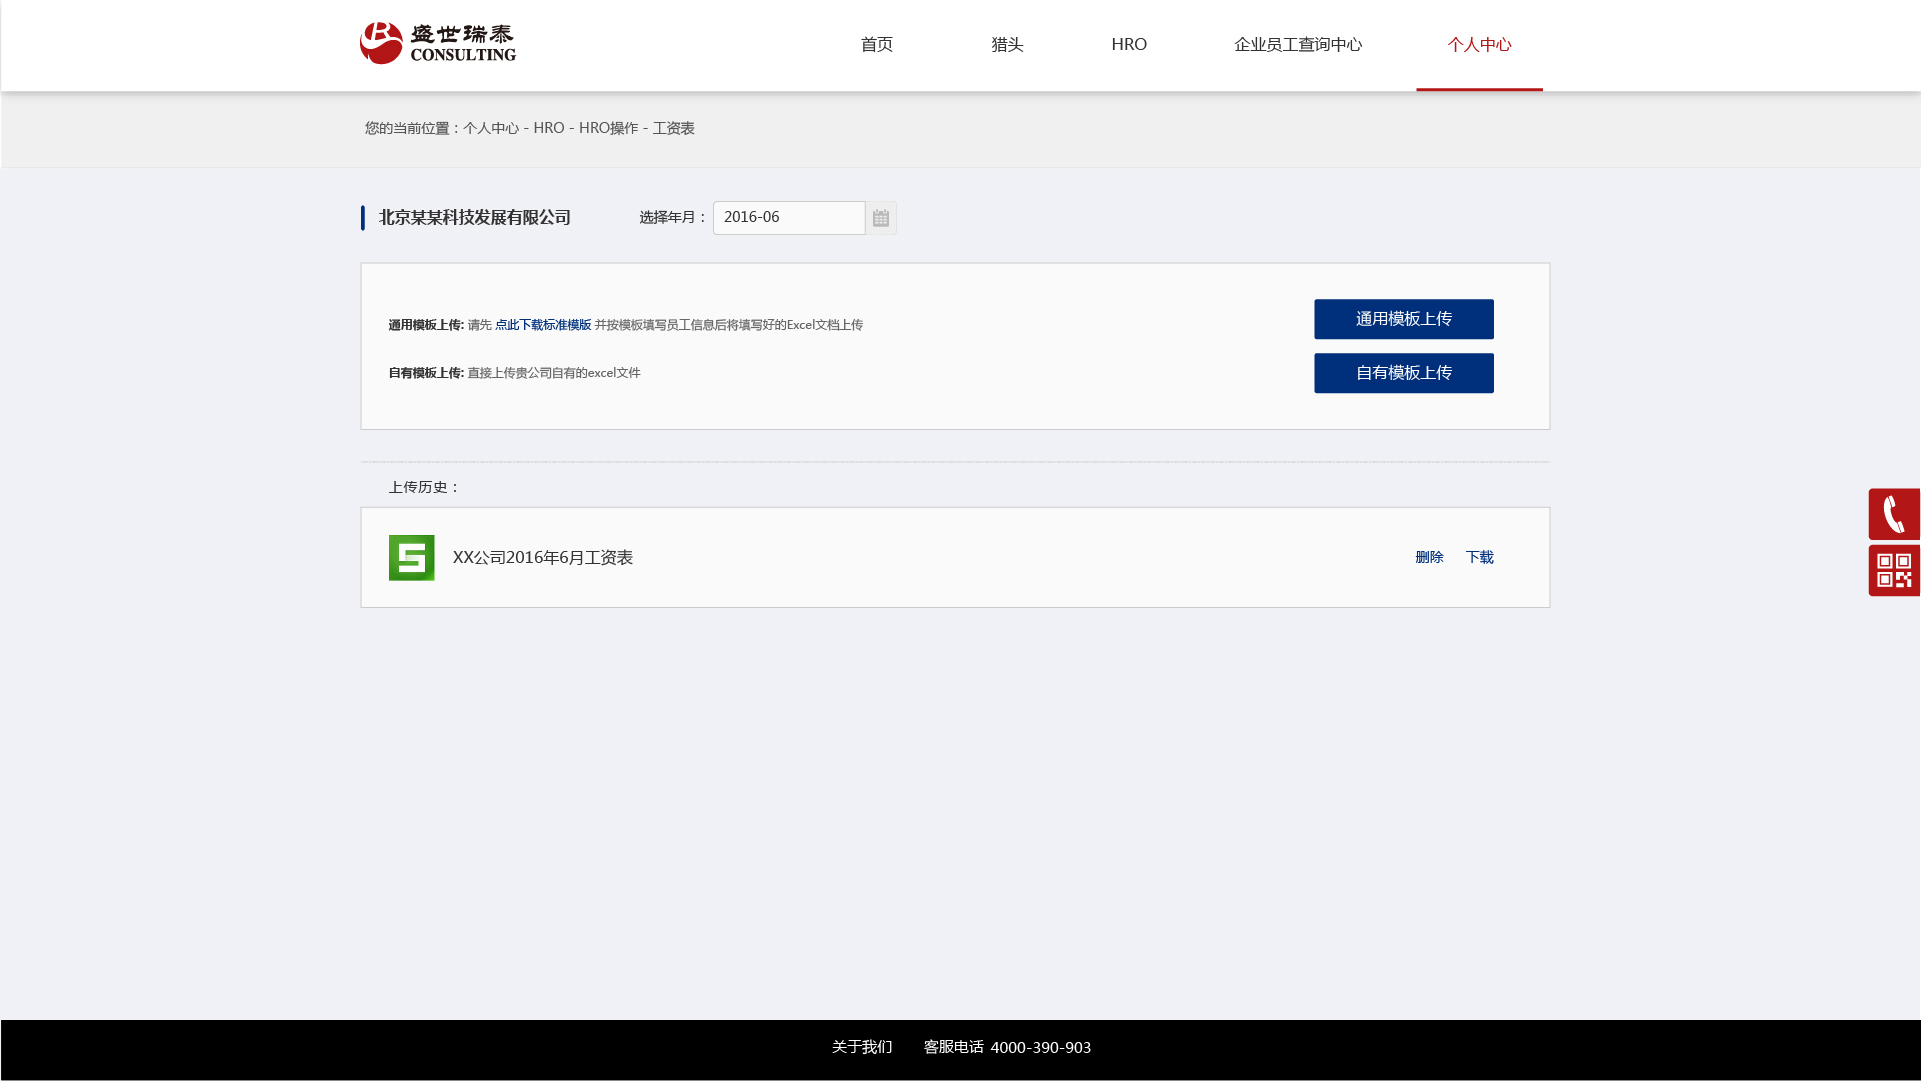 盛世瑞泰
CONSULTING
首页 猎头 HRO 企业员工查询中心 个人中心
您的当前位置：个人中心 - HRO - HRO操作 - 工资表
北京某某科技发展有限公司 选择年月： 2016-06
通用模板上传: 请先 点此下载标准模版 并按模板填写员工信息后将填写好的Excel文档上传 通用模板上传
自有模板上传: 直接上传贵公司自有的excel文件 自有模板上传
上传历史：
XX公司2016年6月工资表 删除 下载
关于我们 客服电话 4000-390-903